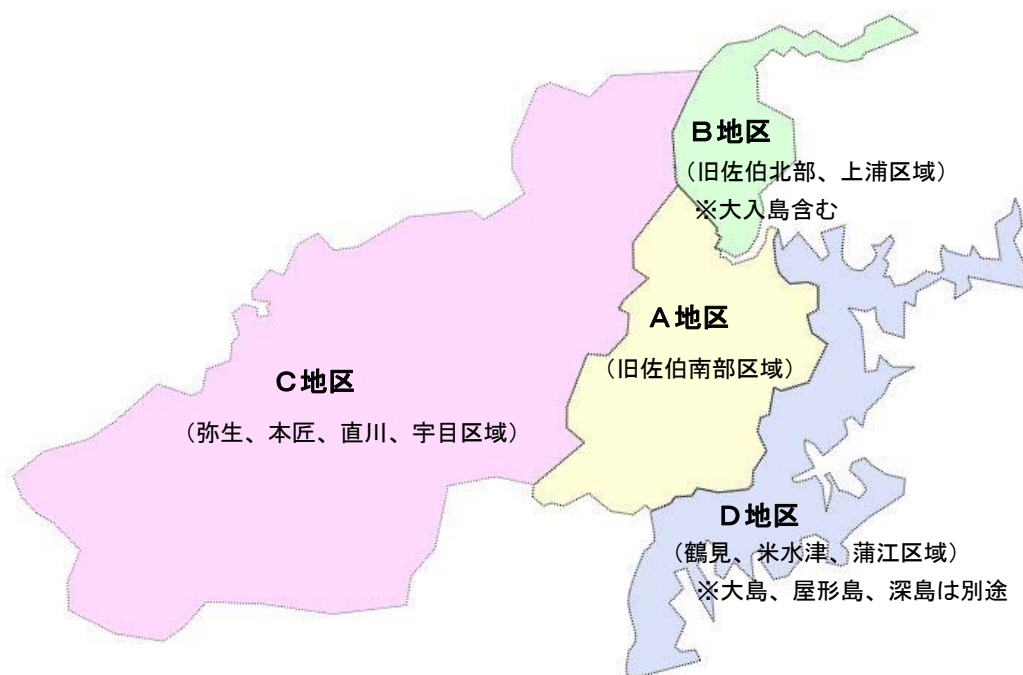 B地区
（旧佐伯北部、上浦区域）
※大入島含む
A地区
（旧佐伯南部区域）
C地区
（弥生、本匠、直川、宇目区域）
D地区
（鶴見、米水津、蒲江区域）
※大島、屋形島、深島は別途